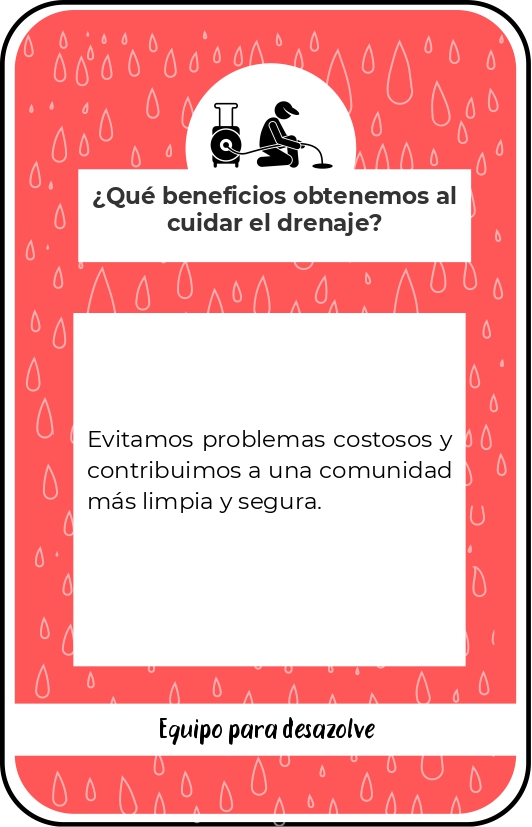 ¿Qué beneficios obtenemos al
cuidar el drenaje?
Evitamos problemas costosos y
contribuimos a una comunidad
más limpia y segura.
Equipo para desazolve